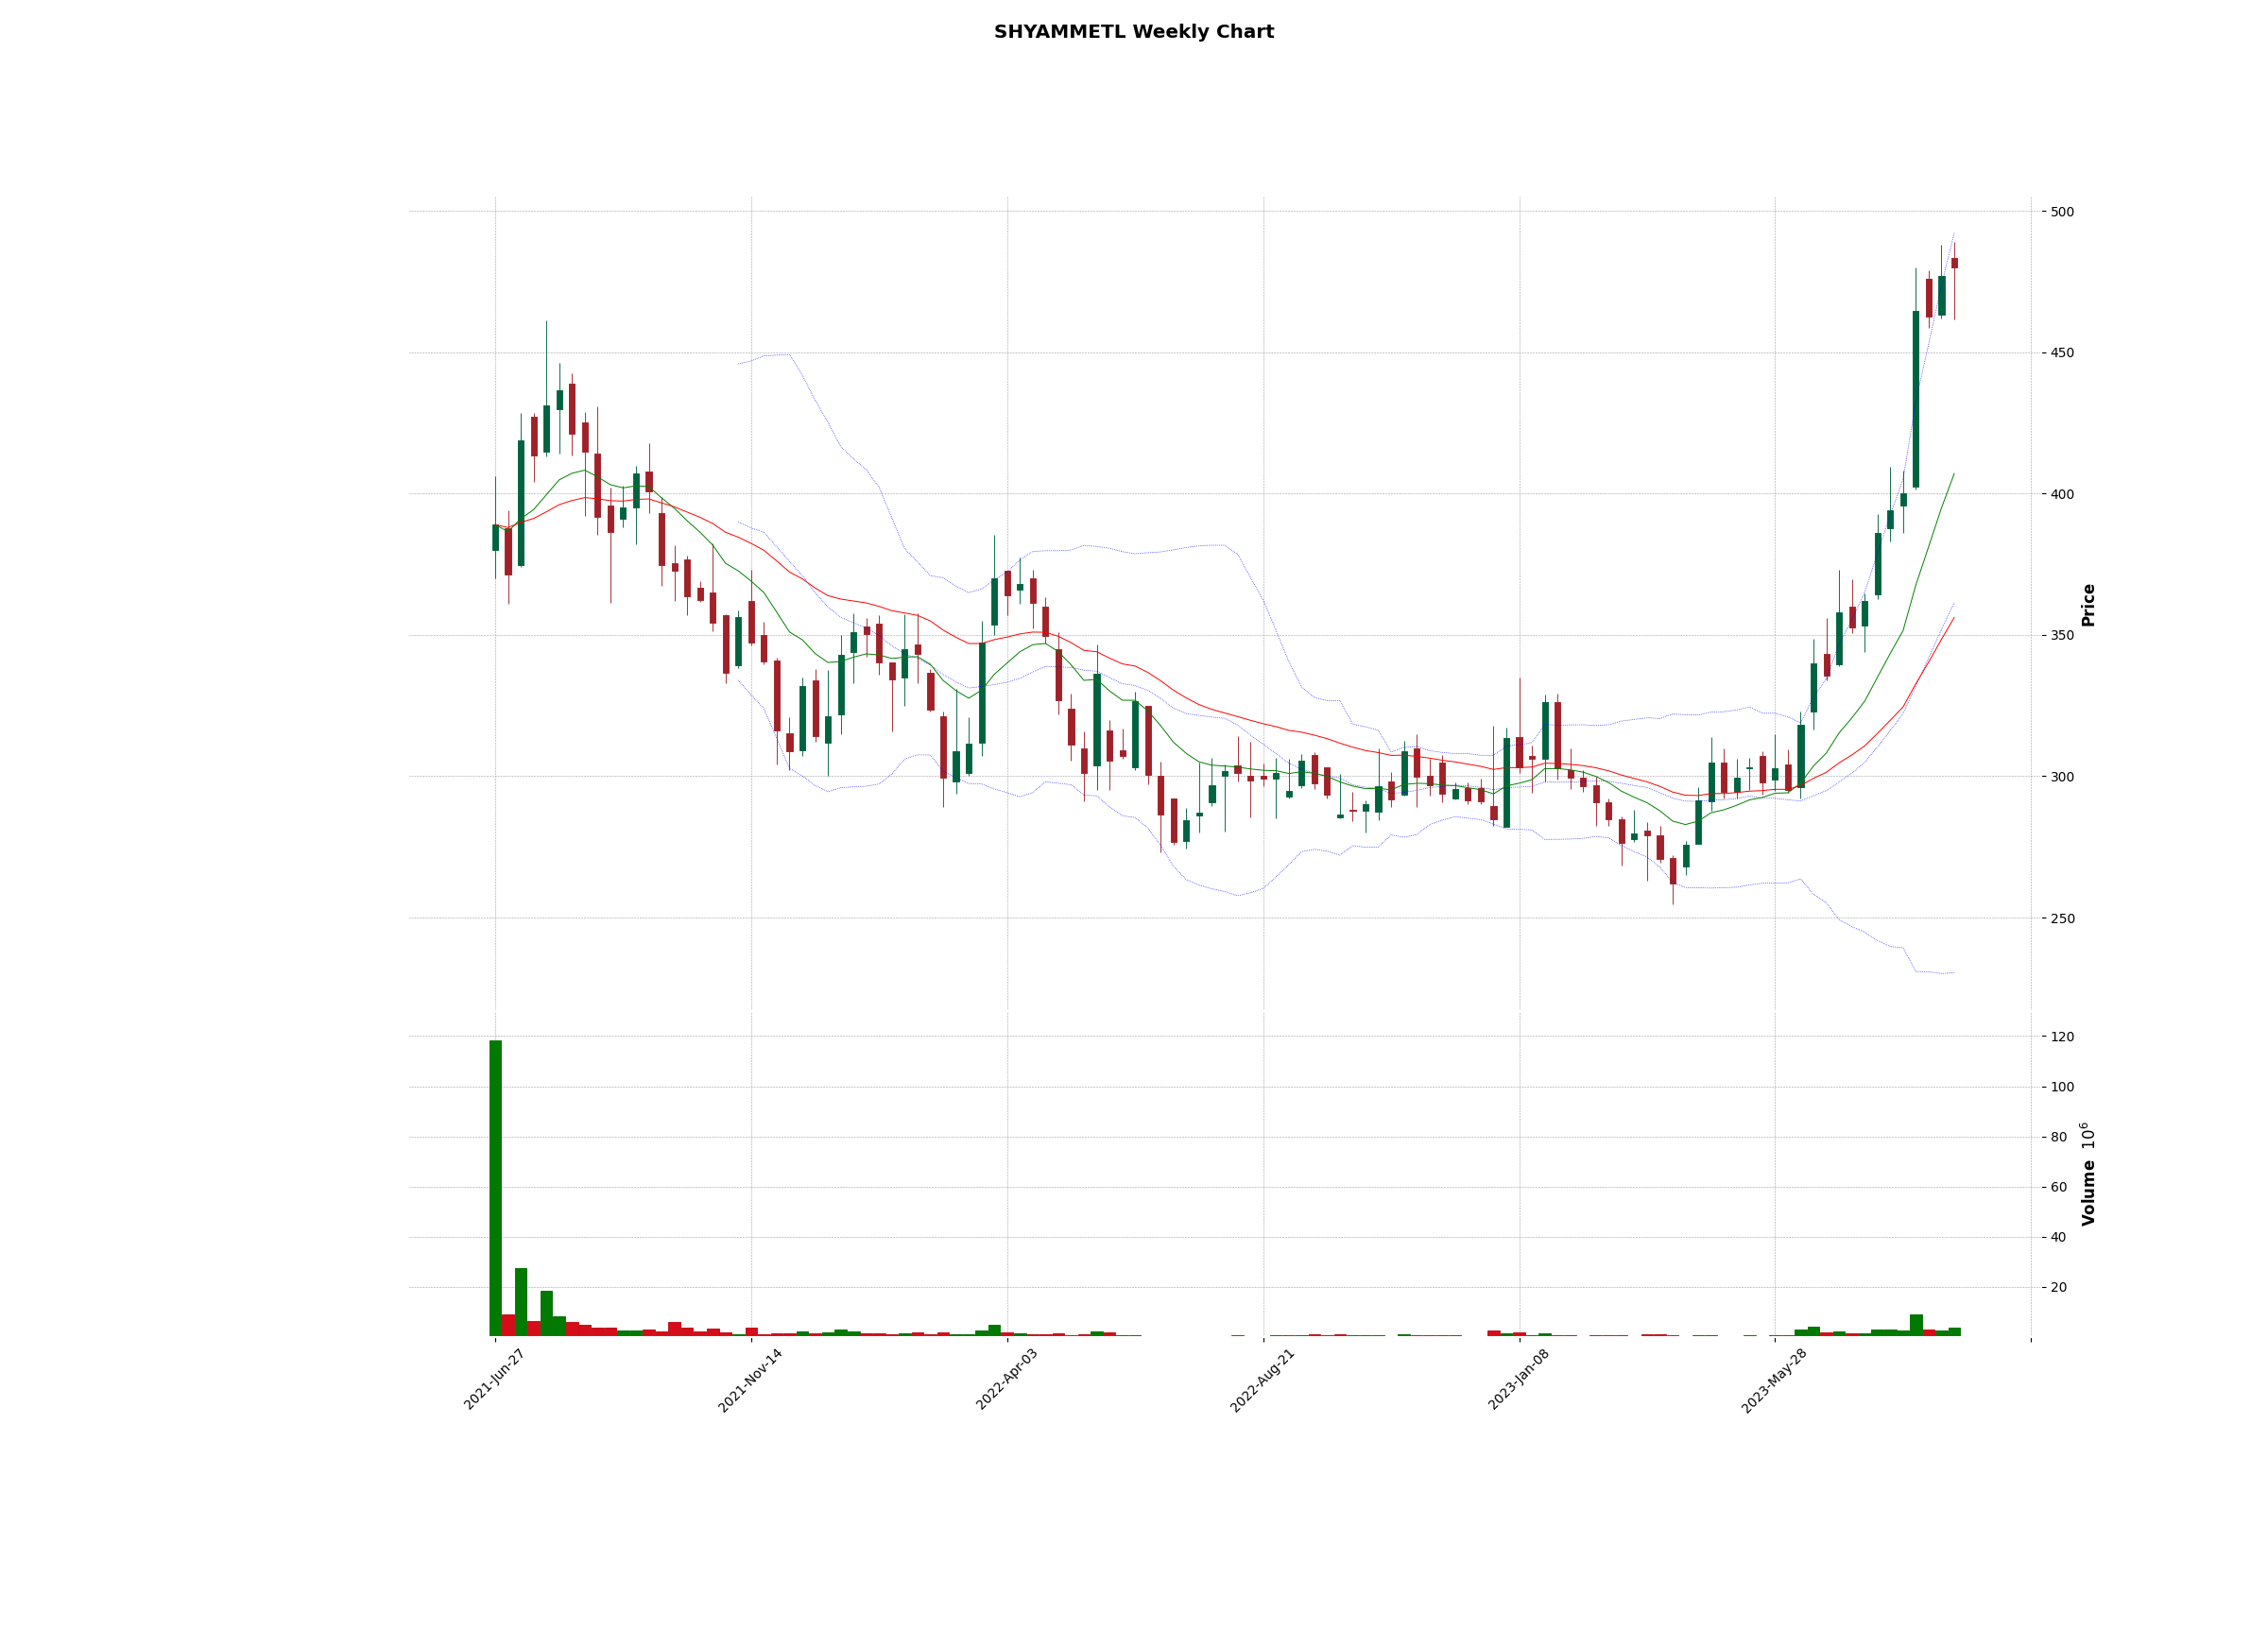 SHYAMMETL Weekly Chart
500
450
400
350
300
250
Price
120
100
80
60
40
20
Volume 10^6
2021-Jun-27
2021-Nov-14
2022-Apr-03
2022-Aug-21
2023-Jan-08
2023-May-28